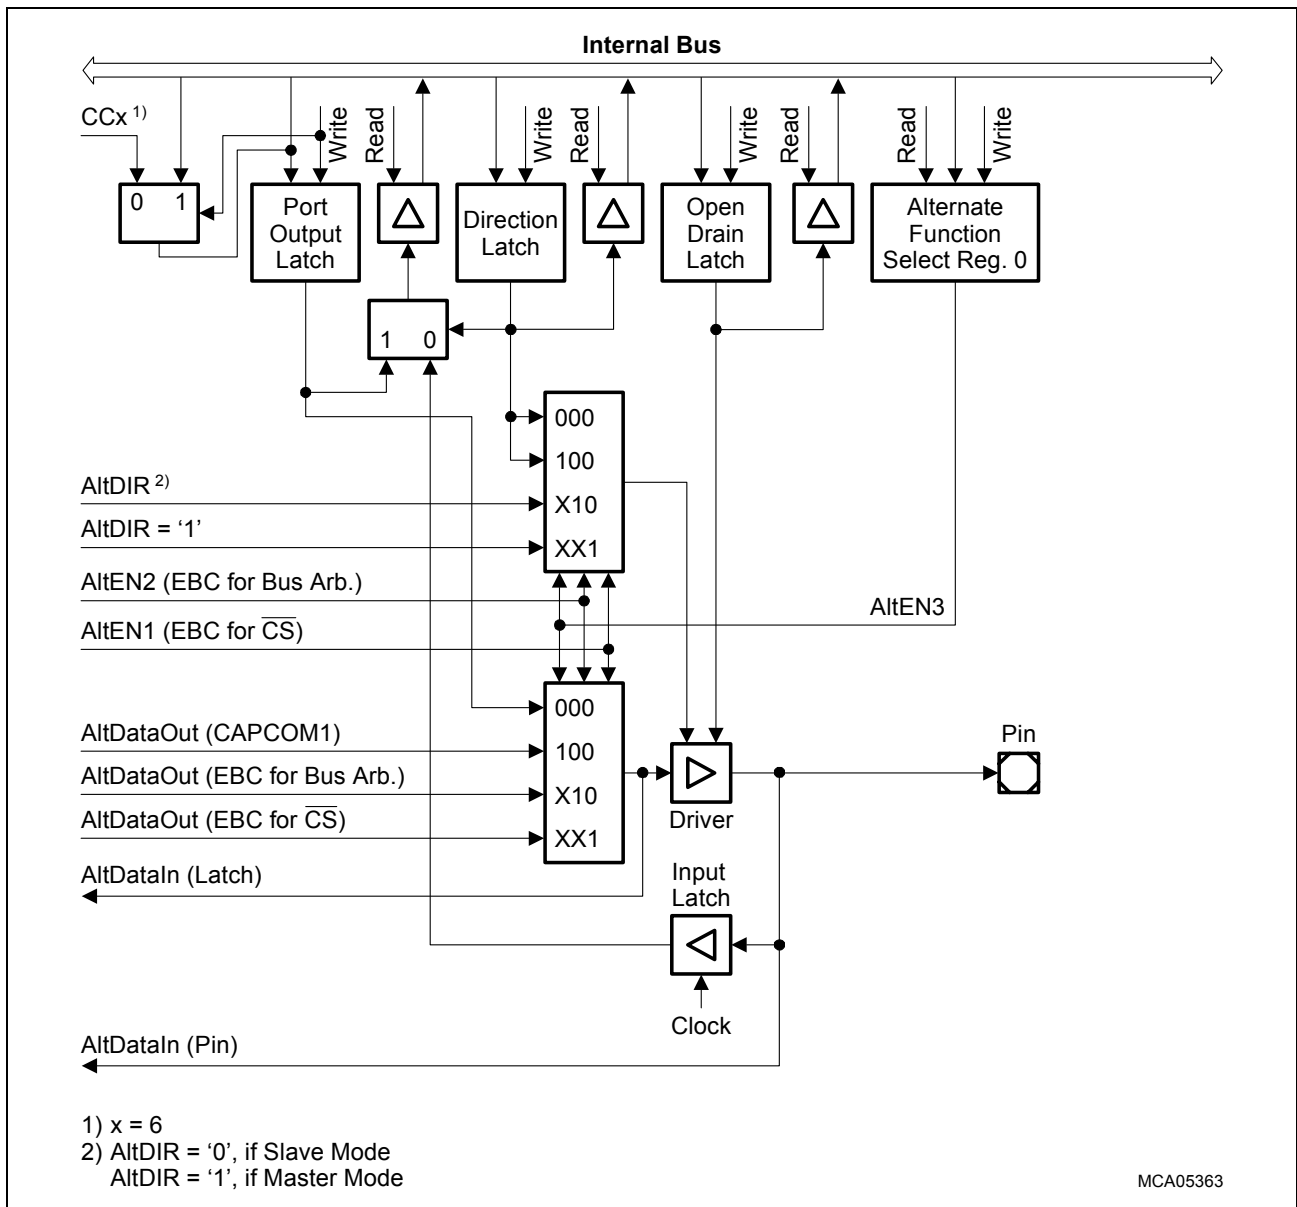 Internal Bus
CCx 1)
Write
Read
Write
Read
Write
Read
Read
Write
0 1
Port
Output
Latch
Direction
Latch
Open
Drain
Latch
Alternate
Function
Select Reg. 0
1 0
000
100
X10
XX1
AltDIR 2)
AltDIR = ‘1’
AltEN2 (EBC for Bus Arb.)
AltEN1 (EBC for C̅S̅)
AltEN3
000
100
X10
XX1
AltDataOut (CAPCOM1)
AltDataOut (EBC for Bus Arb.)
AltDataOut (EBC for C̅S̅)
Pin
Driver
AltDataIn (Latch)
Input
Latch
Clock
AltDataIn (Pin)
1) x = 6
2) AltDIR = ‘0’, if Slave Mode
AltDIR = ‘1’, if Master Mode
MCA05363